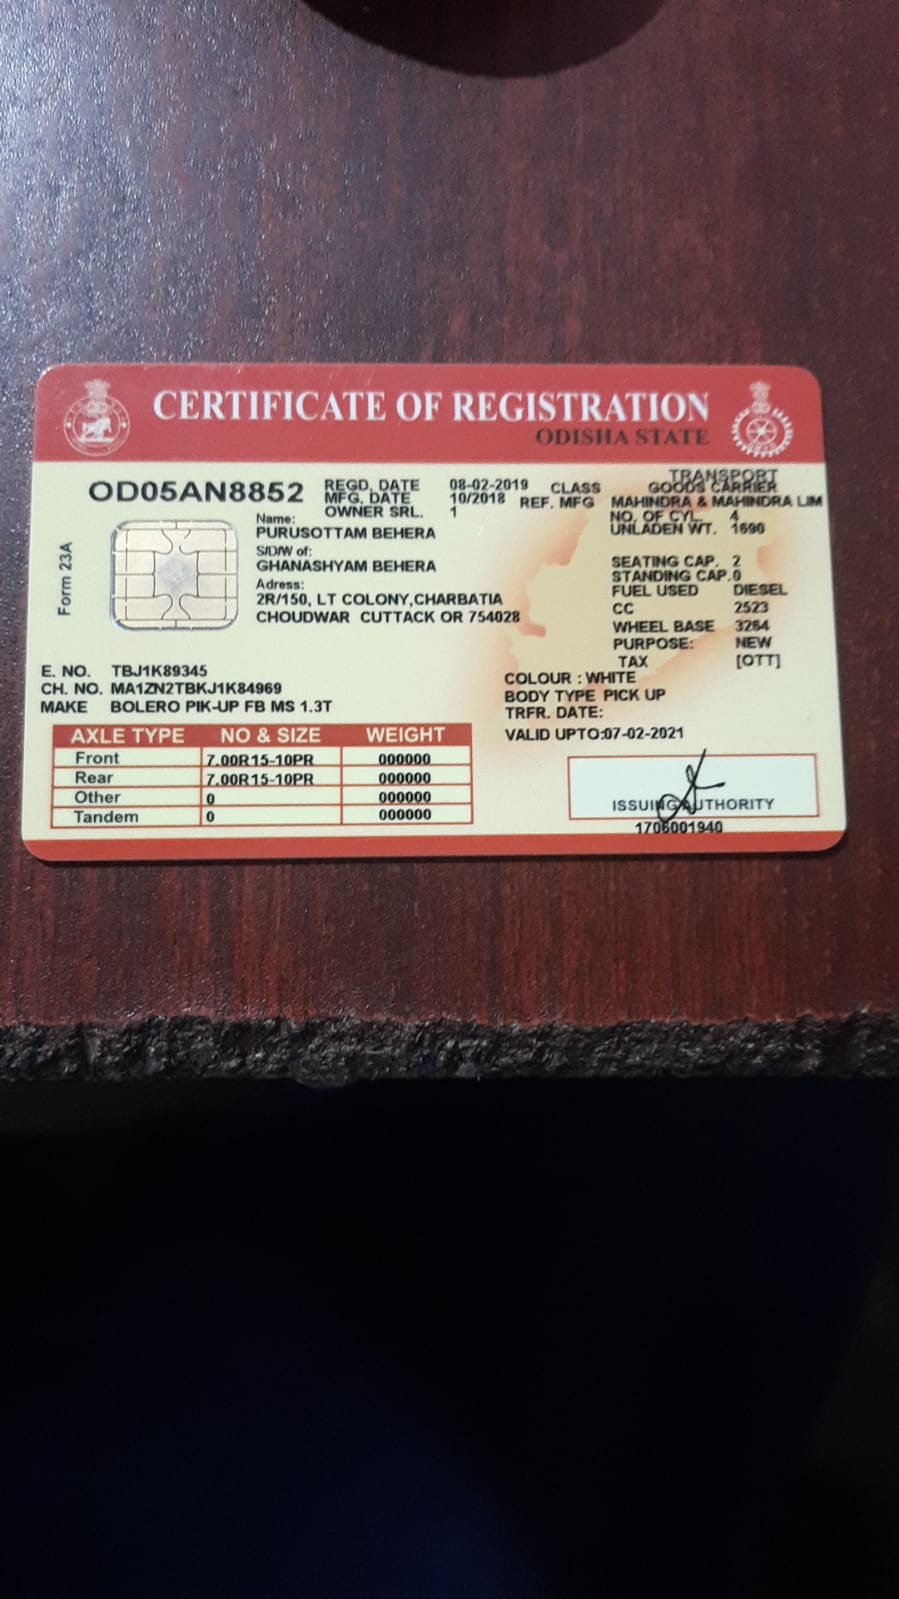 CERTIFICATE OF REGISTRATION
ODISHA STATE
OD05AN8852
REGD. DATE 08-02-2019
MFG. DATE 10/2018
OWNER SRL. 1
CLASS TRANSPORT
GOODS CARRIER
REF. MFG MAHINDRA & MAHINDRA LIM
NO. OF CYL. 4
UNLADEN WT. 1690
Form 23A
Name:
PURUSOTTAM BEHERA
S/D/W of:
GHANASHYAM BEHERA
Adress:
2R/150, LT COLONY,CHARBATIA
CHOUDWAR CUTTACK OR 754028
SEATING CAP. 2
STANDING CAP.0
FUEL USED DIESEL
CC 2523
WHEEL BASE 3264
PURPOSE: NEW
TAX [OTT]
E. NO. TBJ1K89345
CH. NO. MA1ZN2TBKJ1K84969
MAKE BOLERO PIK-UP FB MS 1.3T
COLOUR : WHITE
BODY TYPE PICK UP
TRFR. DATE:
VALID UPTO:07-02-2021
AXLE TYPE NO & SIZE WEIGHT
Front 7.00R15-10PR 000000
Rear 7.00R15-10PR 000000
Other 0 000000
Tandem 0 000000
ISSUING AUTHORITY
1706001940